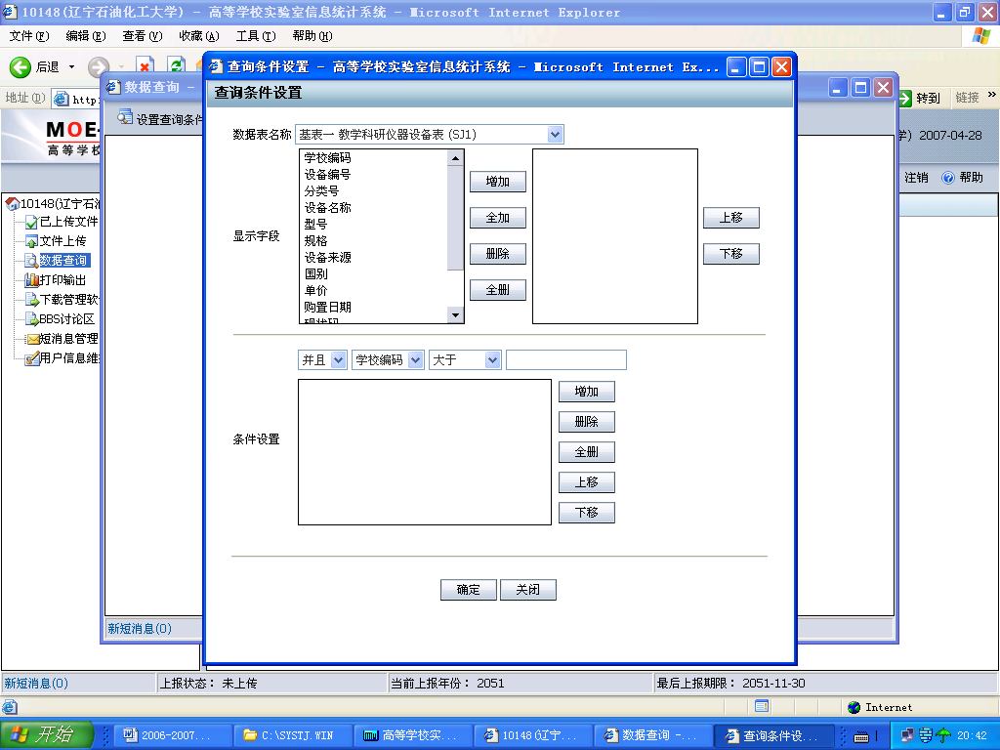 10148(辽宁石油化工大学) - 高等学校实验室信息统计系统 - Microsoft Internet Explorer
文件(F) 编辑(E) 查看(V) 收藏(A) 工具(T) 帮助(H)
后退
查询条件设置 - 高等学校实验室信息统计系统 - Microsoft Internet Ex...
数据查询 -
查询条件设置
地址(D) http:
转到 链接 »
设置查询条件
MOE-
高等学校
2007-04-28
注销 帮助
10148(辽宁石油
已上传文件
文件上传
数据查询
打印输出
下载管理软
BBS讨论区
短消息管理
用户信息维
数据表名称 基表一 教学科研仪器设备表 (SJ1)
显示字段
学校编码
设备编号
分类号
设备名称
型号
规格
设备来源
国别
单价
购置日期
现状码
增加
全加
删除
全删
上移
下移
并且 学校编码 大于
条件设置
增加
删除
全删
上移
下移
确定 关闭
新短消息(0)
新短消息(0) 上报状态: 未上传 当前上报年份: 2051 最后上报期限: 2051-11-30
Internet
开始 2006-2007... C:\SYSTJ.WIN 高等学校实... 10148(辽宁... 数据查询 -... 查询条件设... 20:42